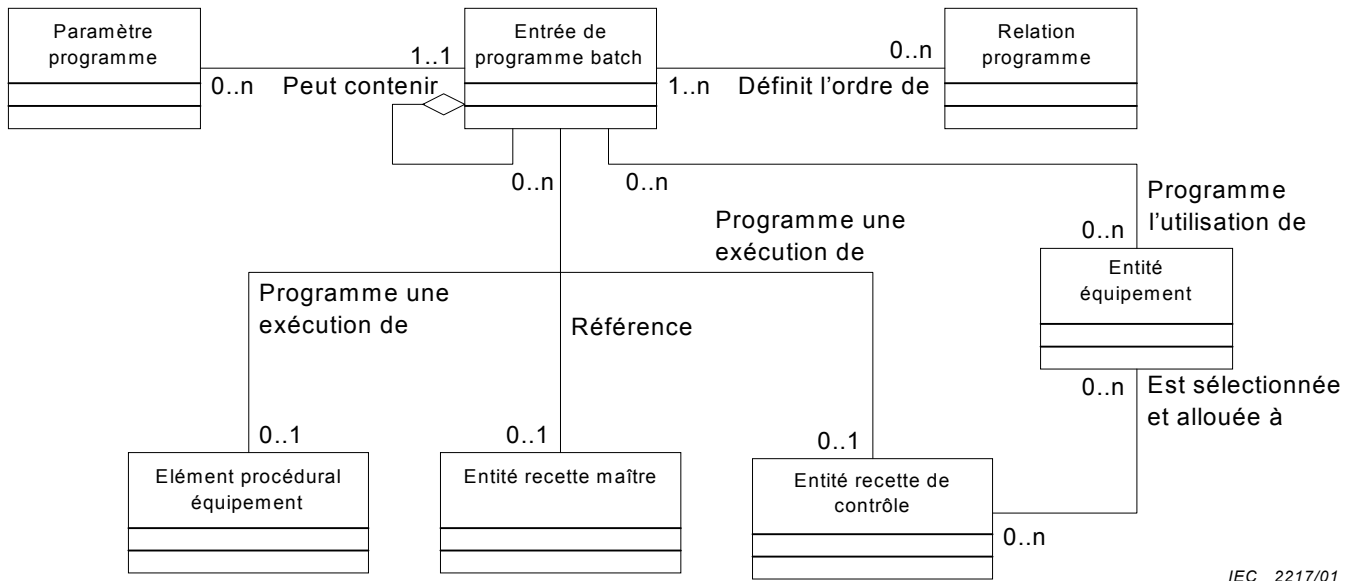 Paramètre
programme
Entrée de
programme batch
Relation
programme
1..1
0..n
0..n
Peut contenir
1..n
Définit l'ordre de
0..n
0..n
Programme
l'utilisation de
Programme une
exécution de
0..n
Entité
équipement
Programme une
exécution de
Référence
0..n
Est sélectionnée
et allouée à
0..1
0..1
0..1
Elément procédural
équipement
Entité recette maître
Entité recette de
contrôle
0..n
IEC 2217/01